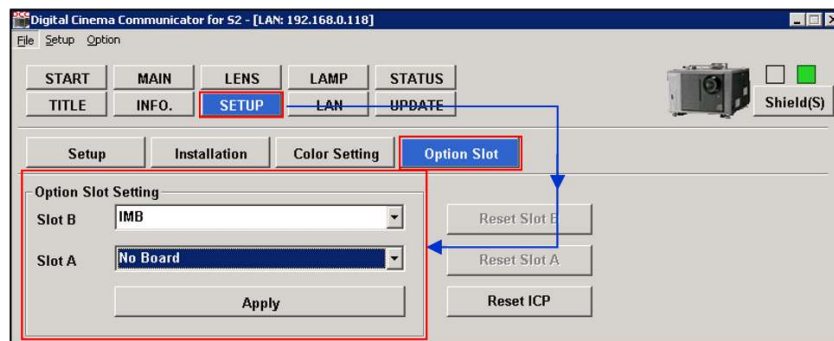 Digital Cinema Communicator for S2 - [LAN: 192.168.0.118]
File Setup Option
START MAIN LENS LAMP STATUS
TITLE INFO. SETUP LAN UPDATE
Shield(S)
Setup Installation Color Setting Option Slot
Option Slot Setting
Slot B IMB Reset Slot B
Slot A No Board Reset Slot A
Apply Reset ICP